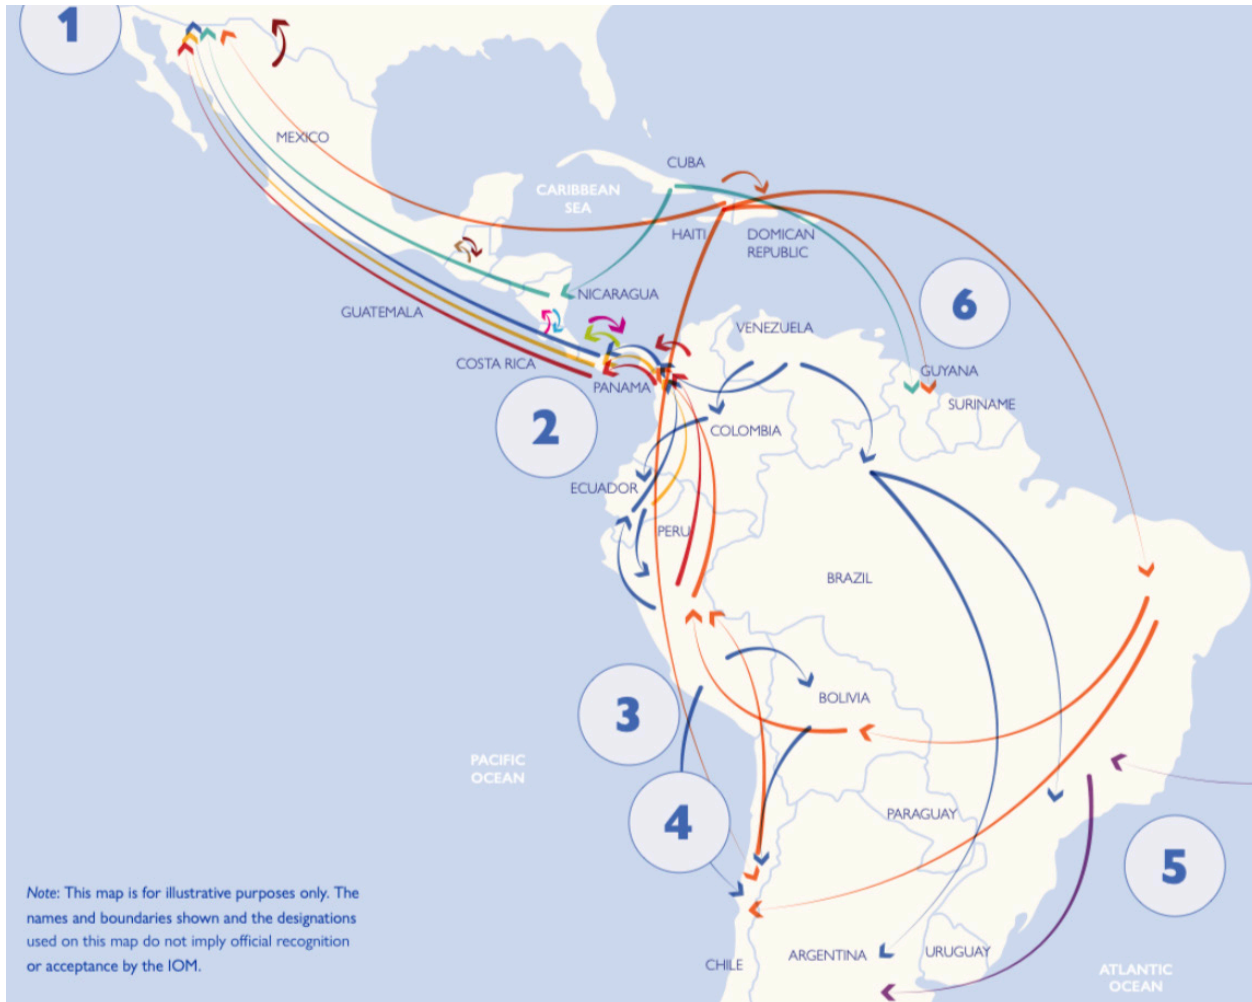 1
MEXICO
CUBA
CARIBBEAN
SEA
HAITI
DOMICAN
REPUBLIC
NICARAGUA
GUATEMALA
6
VENEZUELA
COSTA RICA
GUYANA
PANAMA
SURINAME
2
COLOMBIA
ECUADOR
PERU
BRAZIL
3
BOLIVIA
PACIFIC
OCEAN
4
PARAGUAY
5
Note: This map is for illustrative purposes only. The
names and boundaries shown and the designations
used on this map do not imply official recognition
or acceptance by the IOM.
CHILE
ARGENTINA
URUGUAY
ATLANTIC
OCEAN